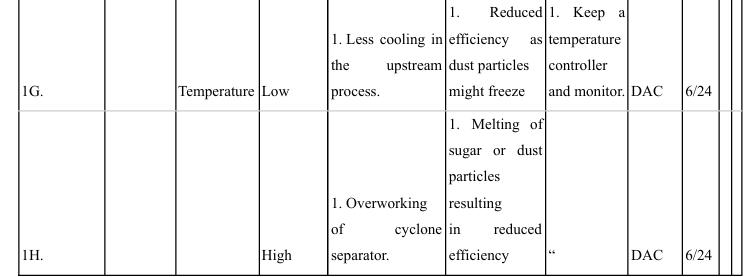 1G.
Temperature
Low
1. Less cooling in
the upstream
process.
1. Reduced
efficiency as
dust particles
might freeze
1. Keep a
temperature
controller
and monitor.
DAC
6/24
1H.
High
1. Overworking
of cyclone
separator.
1. Melting of
sugar or dust
particles
resulting
in reduced
efficiency
“
DAC
6/24